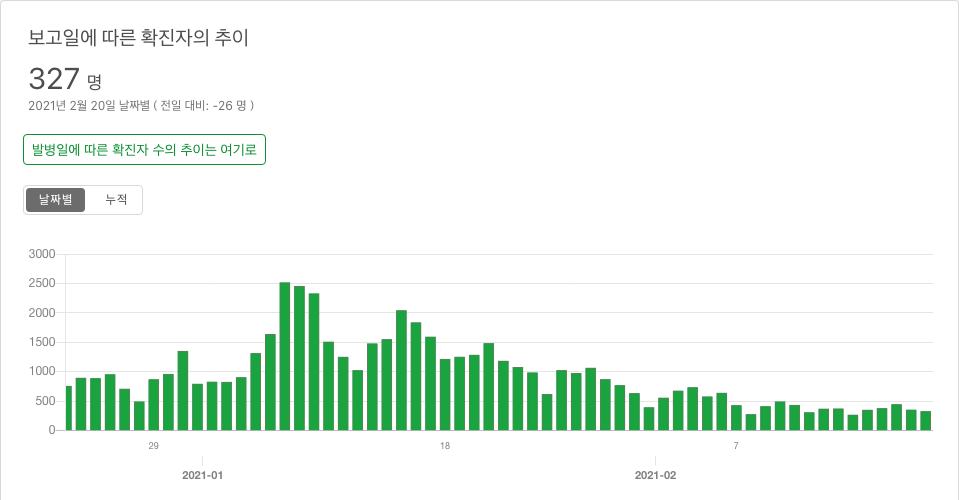 보고일에 따른 확진자의 추이
327 명
2021년 2월 20일 날짜별 ( 전일 대비: -26 명 )
발병일에 따른 확진자 수의 추이는 여기로
날짜별 누적
3000
2500
2000
1500
1000
500
0
29 18 7
2021-01 2021-02